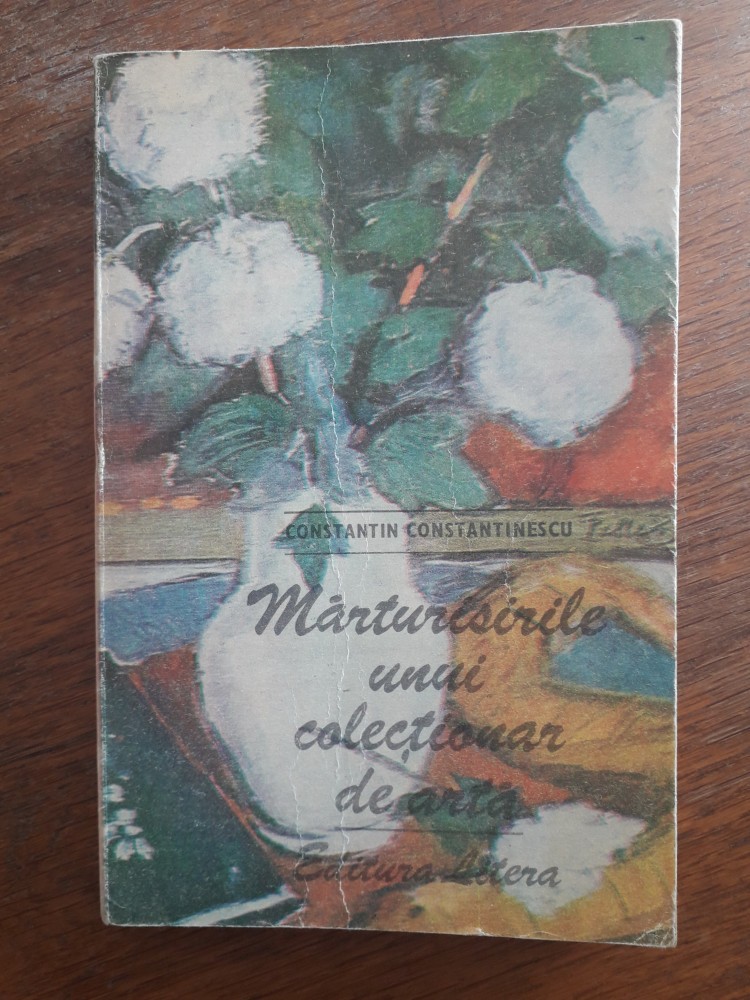 CONSTANTIN CONSTANTINESCU
Mărturisirile
unui
colecționar
de artă
Editura Litera